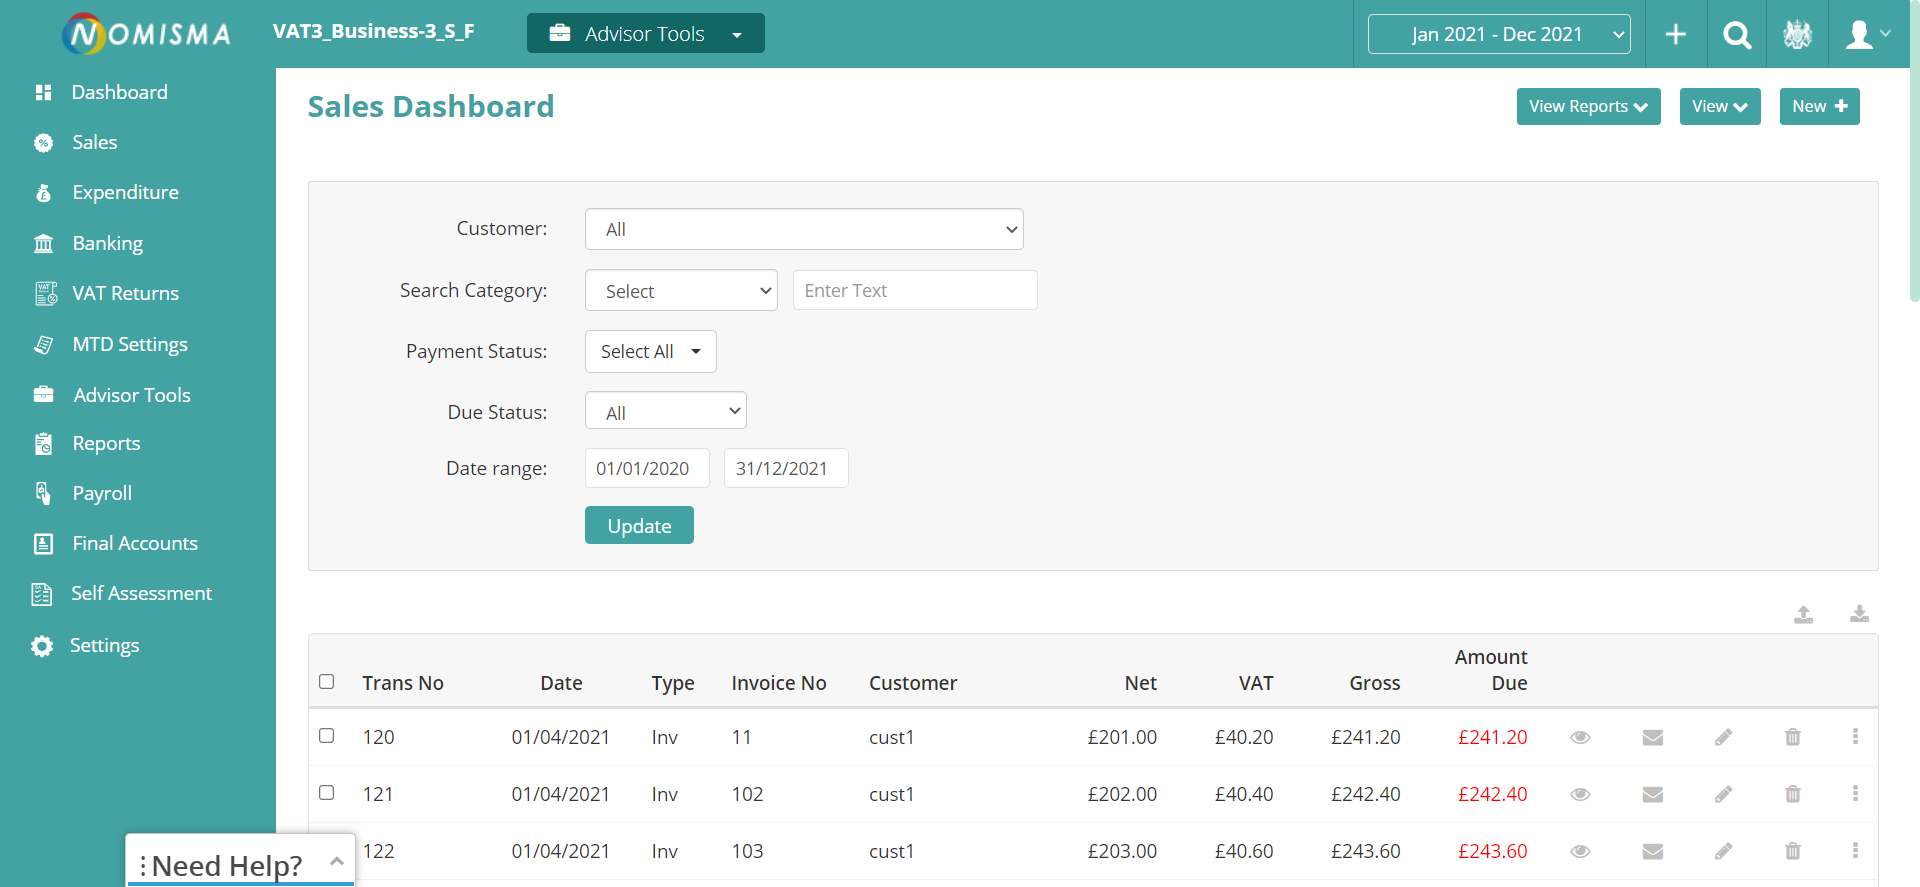 NOMISMA
VAT3_Business-3_S_F
Advisor Tools
Jan 2021 - Dec 2021
Dashboard
Sales
Expenditure
Banking
VAT Returns
MTD Settings
Advisor Tools
Reports
Payroll
Final Accounts
Self Assessment
Settings
Sales Dashboard
View Reports
View
New
Customer: All
Search Category: Select Enter Text
Payment Status: Select All
Due Status: All
Date range: 01/01/2020 31/12/2021
Update
Trans No Date Type Invoice No Customer Net VAT Gross Amount Due
120 01/04/2021 Inv 11 cust1 £201.00 £40.20 £241.20 £241.20
121 01/04/2021 Inv 102 cust1 £202.00 £40.40 £242.40 £242.40
122 01/04/2021 Inv 103 cust1 £203.00 £40.60 £243.60 £243.60
Need Help?